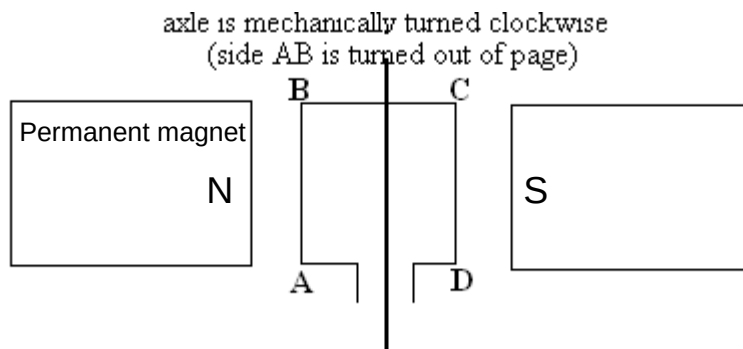 axle is mechanically turned clockwise
(side AB is turned out of page)
B
C
Permanent magnet
N
S
A
D